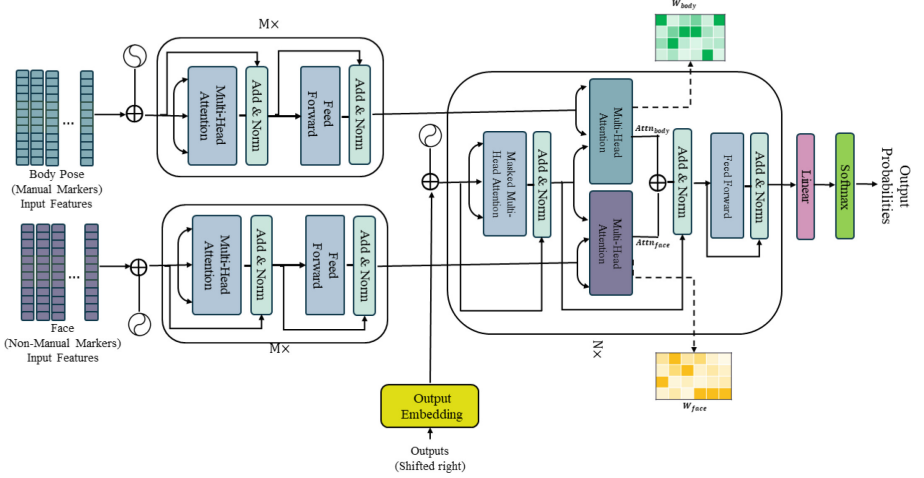 M×
Multi-Head
Attention
Add & Norm
Feed
Forward
Add & Norm
...
Body Pose
(Manual Markers)
Input Features
W_body
Multi-Head
Attention
Attn_body
Masked Multi-
Head Attention
Add & Norm
Add & Norm
Feed Forward
Add & Norm
Linear
Softmax
Output
Probabilities
Multi-Head
Attention
Attn_face
...
Face
(Non-Manual Markers)
Input Features
Multi-Head
Attention
Add & Norm
Feed
Forward
Add & Norm
M×
N×
W_face
Output
Embedding
Outputs
(Shifted right)